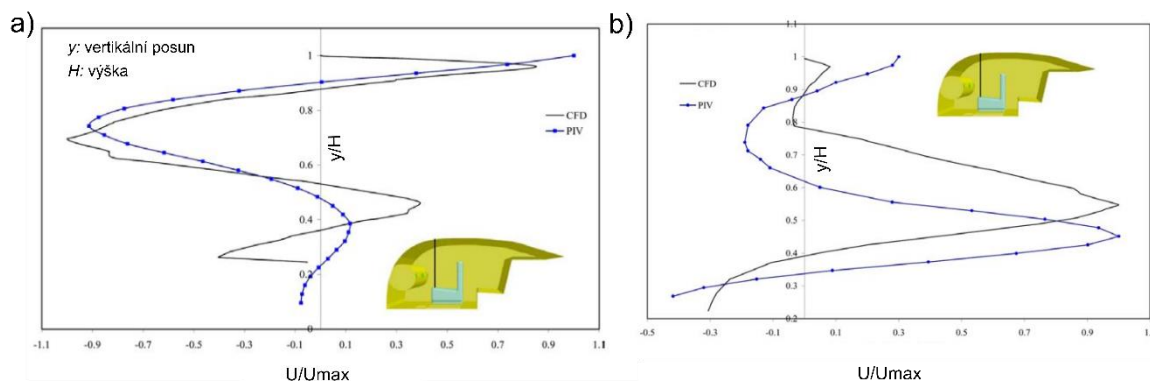 a)
y: vertikální posun
H: výška
1
0.8
0.6
0.4
0.2
0
y/H
CFD
PIV
-1.1 -0.9 -0.7 -0.5 -0.3 -0.1 0.1 0.3 0.5 0.7 0.9 1.1
U/Umax
b)
1.1
1
0.9
0.8
0.7
0.6
0.5
0.4
0.3
0.2
y/H
CFD
PIV
-0.5 -0.3 -0.1 0.1 0.3 0.5 0.7 0.9 1
U/Umax